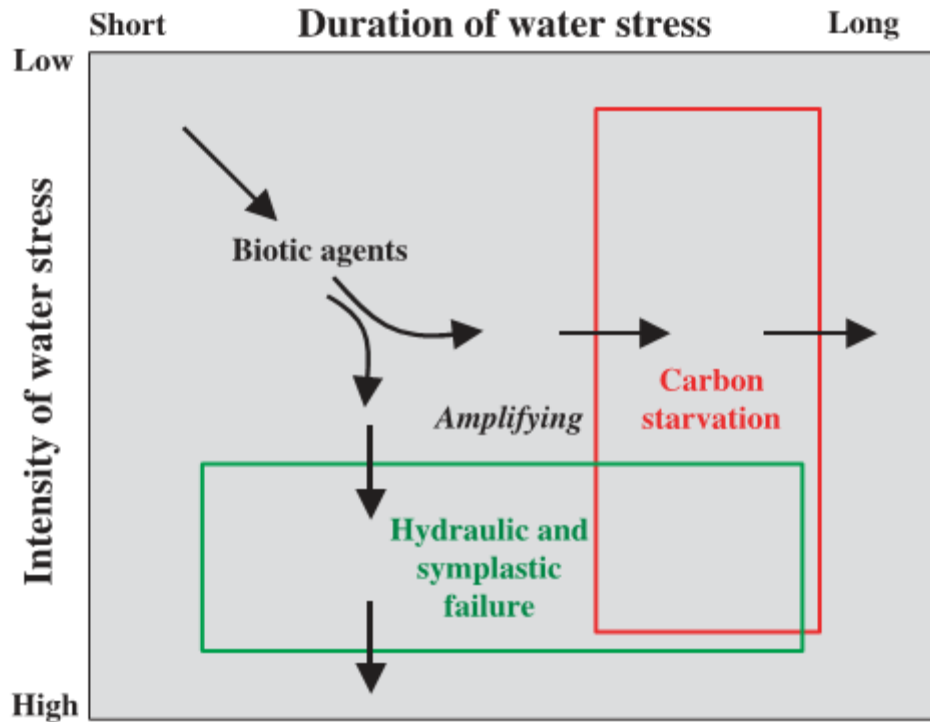 Short
Duration of water stress
Long
Low
Intensity of water stress
Biotic agents
Amplifying
Carbon
starvation
Hydraulic and
symplastic
failure
High